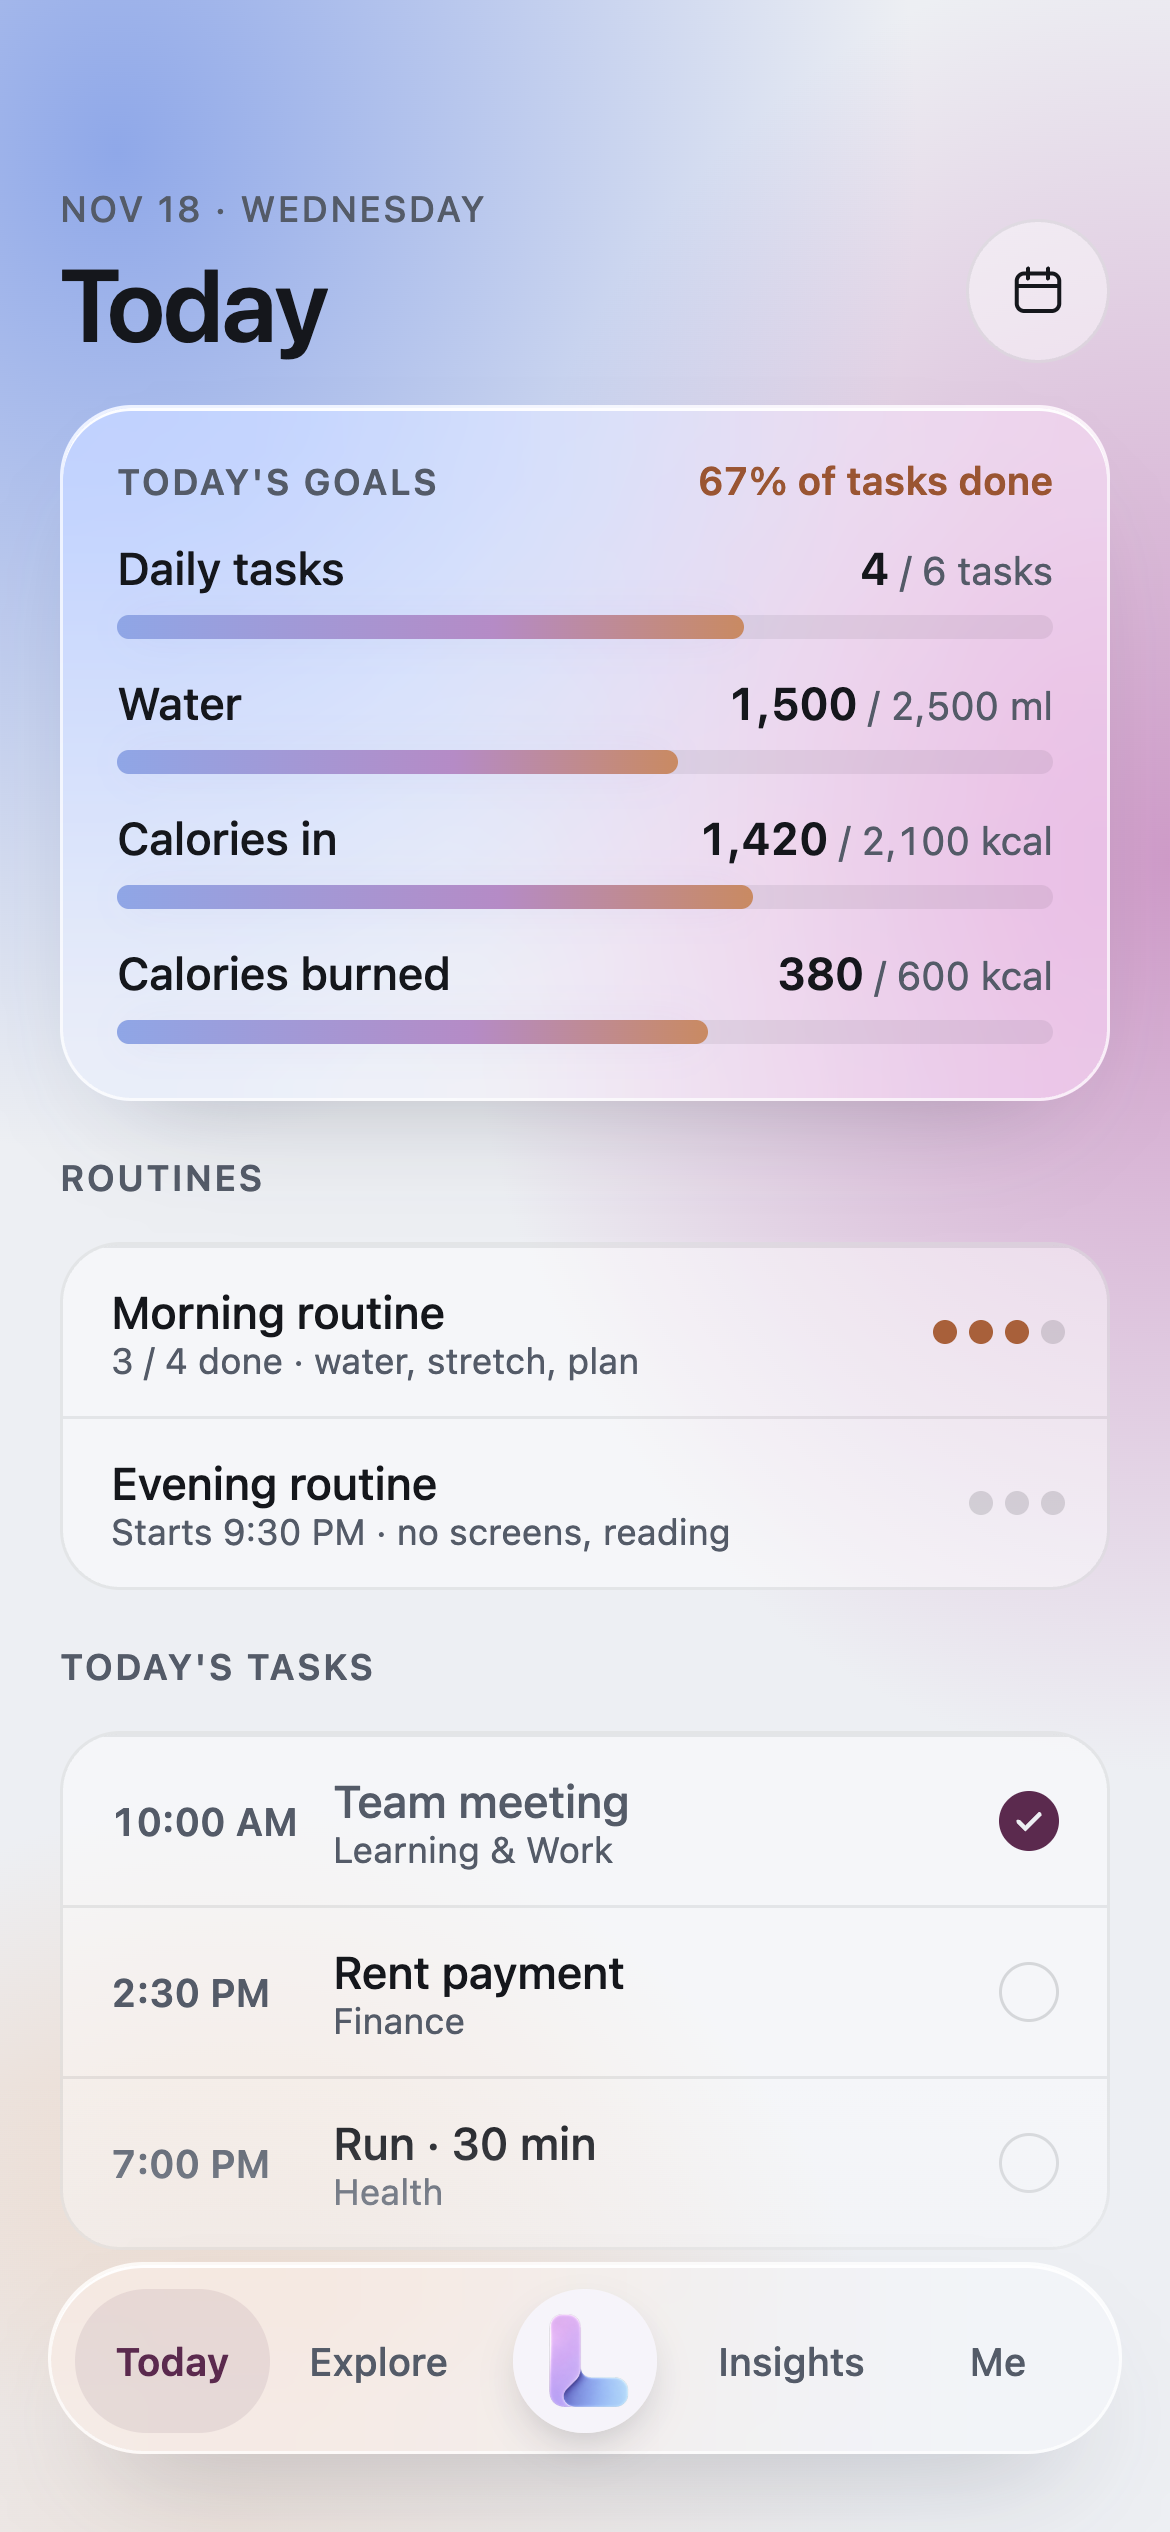 NOV 18 · WEDNESDAY
Today
TODAY'S GOALS
67% of tasks done
Daily tasks
4 / 6 tasks
Water
1,500 / 2,500 ml
Calories in
1,420 / 2,100 kcal
Calories burned
380 / 600 kcal
ROUTINES
Morning routine
3 / 4 done · water, stretch, plan
Evening routine
Starts 9:30 PM · no screens, reading
TODAY'S TASKS
10:00 AM
Team meeting
Learning & Work
2:30 PM
Rent payment
Finance
7:00 PM
Run · 30 min
Health
Today
Explore
Insights
Me